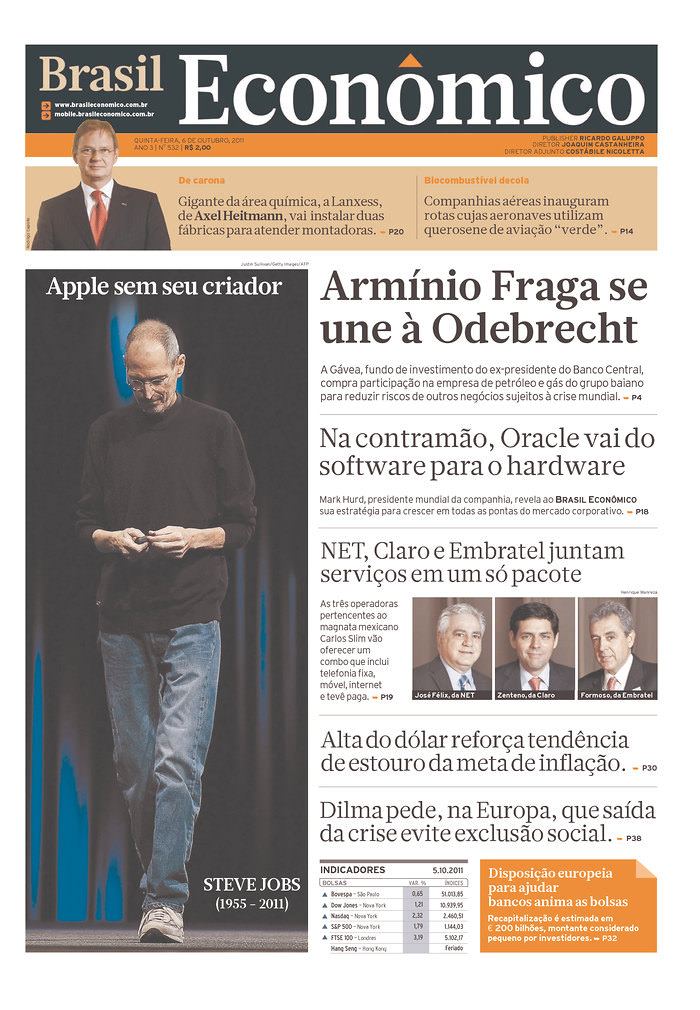 Brasil Econômico
www.brasileconomico.com.br
mobile.brasileconomico.com.br
QUINTA-FEIRA, 6 DE OUTUBRO, 2011
ANO 3 | Nº 532 | R$ 2,00
PUBLISHER RICARDO GALUPPO
DIRETOR JOAQUIM CASTANHEIRA
DIRETOR ADJUNTO COSTÁBILE NICOLETTA
De carona
Gigante da área química, a Lanxess,
de Axel Heitmann, vai instalar duas
fábricas para atender montadoras. P20
Biocombustível decola
Companhias aéreas inauguram
rotas cujas aeronaves utilizam
querosene de aviação “verde”. P14
Justin Sullivan/Getty Images/AFP
Apple sem seu criador
STEVE JOBS
(1955 – 2011)
Armínio Fraga se
une à Odebrecht
A Gávea, fundo de investimento do ex-presidente do Banco Central,
compra participação na empresa de petróleo e gás do grupo baiano
para reduzir riscos de outros negócios sujeitos à crise mundial. P4
Na contramão, Oracle vai do
software para o hardware
Mark Hurd, presidente mundial da companhia, revela ao BRASIL ECONÔMICO
sua estratégia para crescer em todas as pontas do mercado corporativo. P18
NET, Claro e Embratel juntam
serviços em um só pacote
Henrique Manreza
As três operadoras
pertencentes ao
magnata mexicano
Carlos Slim vão
oferecer um
combo que inclui
telefonia fixa,
móvel, internet
e tevê paga. P19
José Félix, da NET
Zenteno, da Claro
Formoso, da Embratel
Alta do dólar reforça tendência
de estouro da meta de inflação. P30
Dilma pede, na Europa, que saída
da crise evite exclusão social. P38
INDICADORES 5.10.2011
BOLSAS VAR. % ÍNDICES
Bovespa – São Paulo 0,65 51.013,85
Dow Jones – Nova York 1,21 10.939,95
Nasdaq – Nova York 2,32 2.460,51
S&P 500 – Nova York 1,79 1.144,03
FTSE 100 – Londres 3,19 5.102,17
Hang Seng – Hong Kong Feriado
Disposição europeia
para ajudar
bancos anima as bolsas
Recapitalização é estimada em
€ 200 bilhões, montante considerado
pequeno por investidores. P32